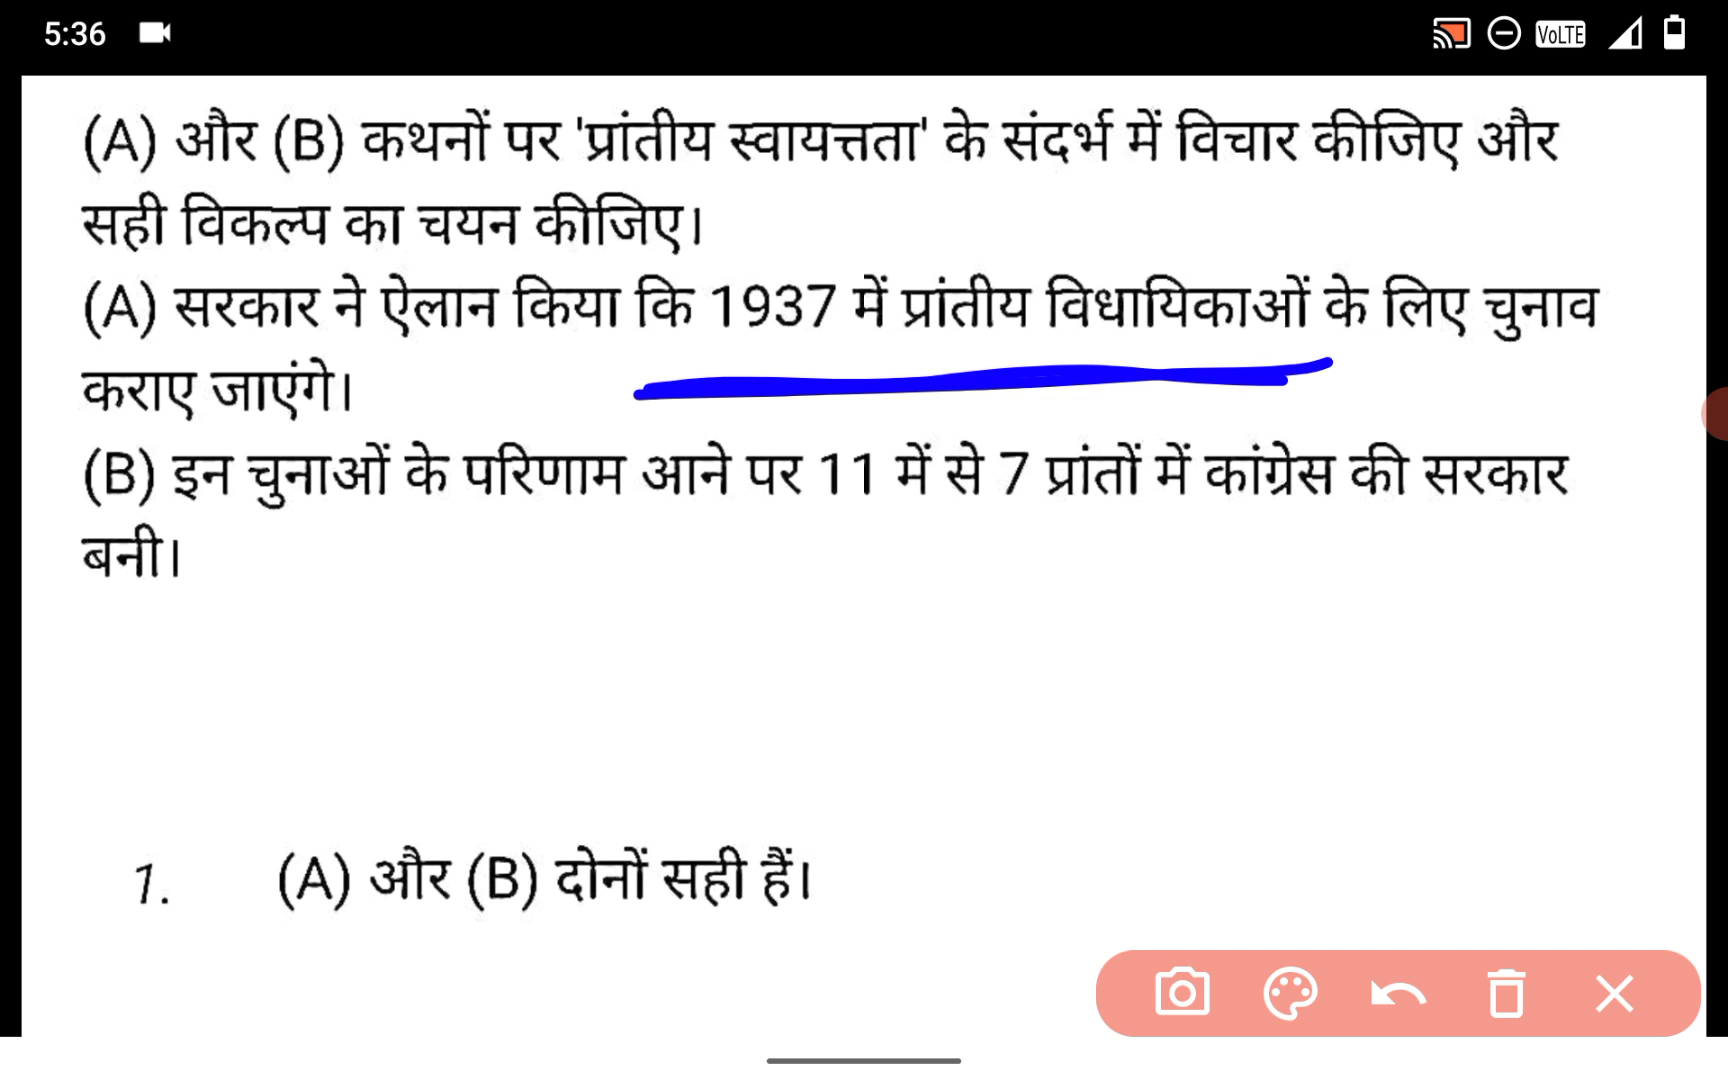 5:36
VoLTE
(A) और (B) कथनों पर 'प्रांतीय स्वायत्तता' के संदर्भ में विचार कीजिए और
सही विकल्प का चयन कीजिए।
(A) सरकार ने ऐलान किया कि 1937 में प्रांतीय विधायिकाओं के लिए चुनाव
कराए जाएंगे।
(B) इन चुनाओं के परिणाम आने पर 11 में से 7 प्रांतों में कांग्रेस की सरकार
बनी।
1. (A) और (B) दोनों सही हैं।